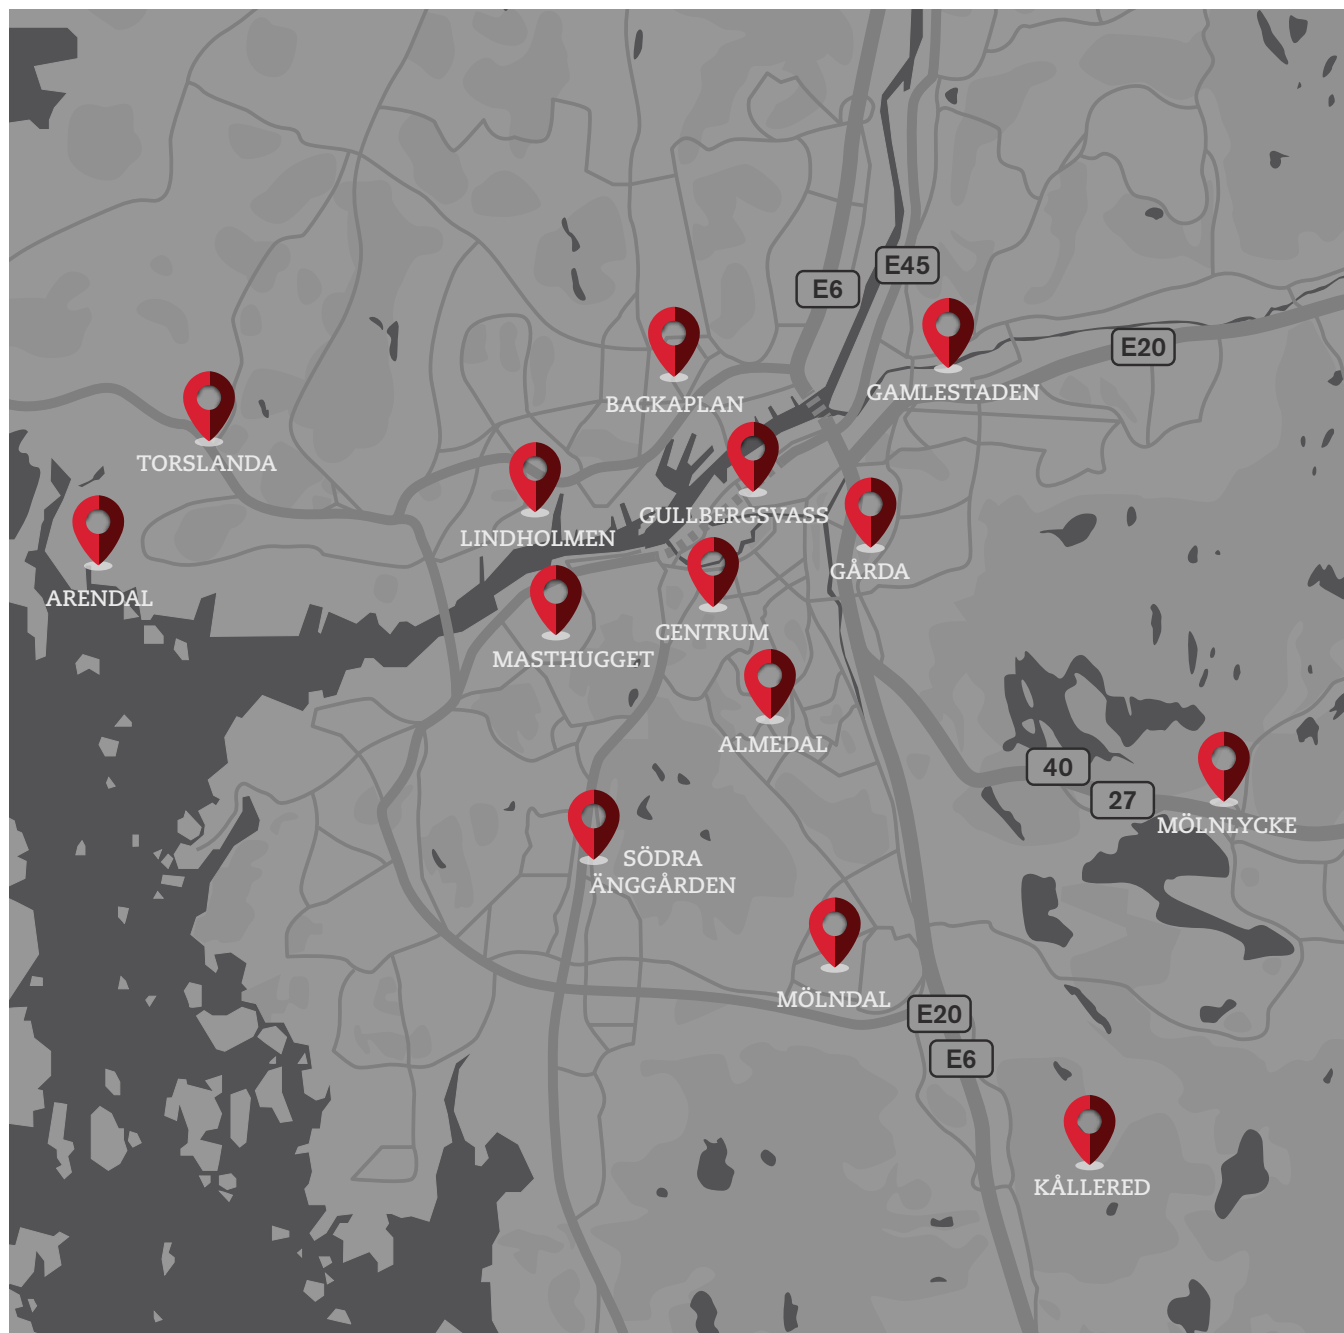 E45
E6
E20
GAMLESTADEN
BACKAPLAN
TORSLANDA
GULLBERGSVASS
LINDHOLMEN
GÅRDA
ARENDAL
CENTRUM
MASTHUGGET
ALMEDAL
40
27
MÖLNLYCKE
SÖDRA
ÄNGGÅRDEN
MÖLNDAL
E20
E6
KÅLLERED